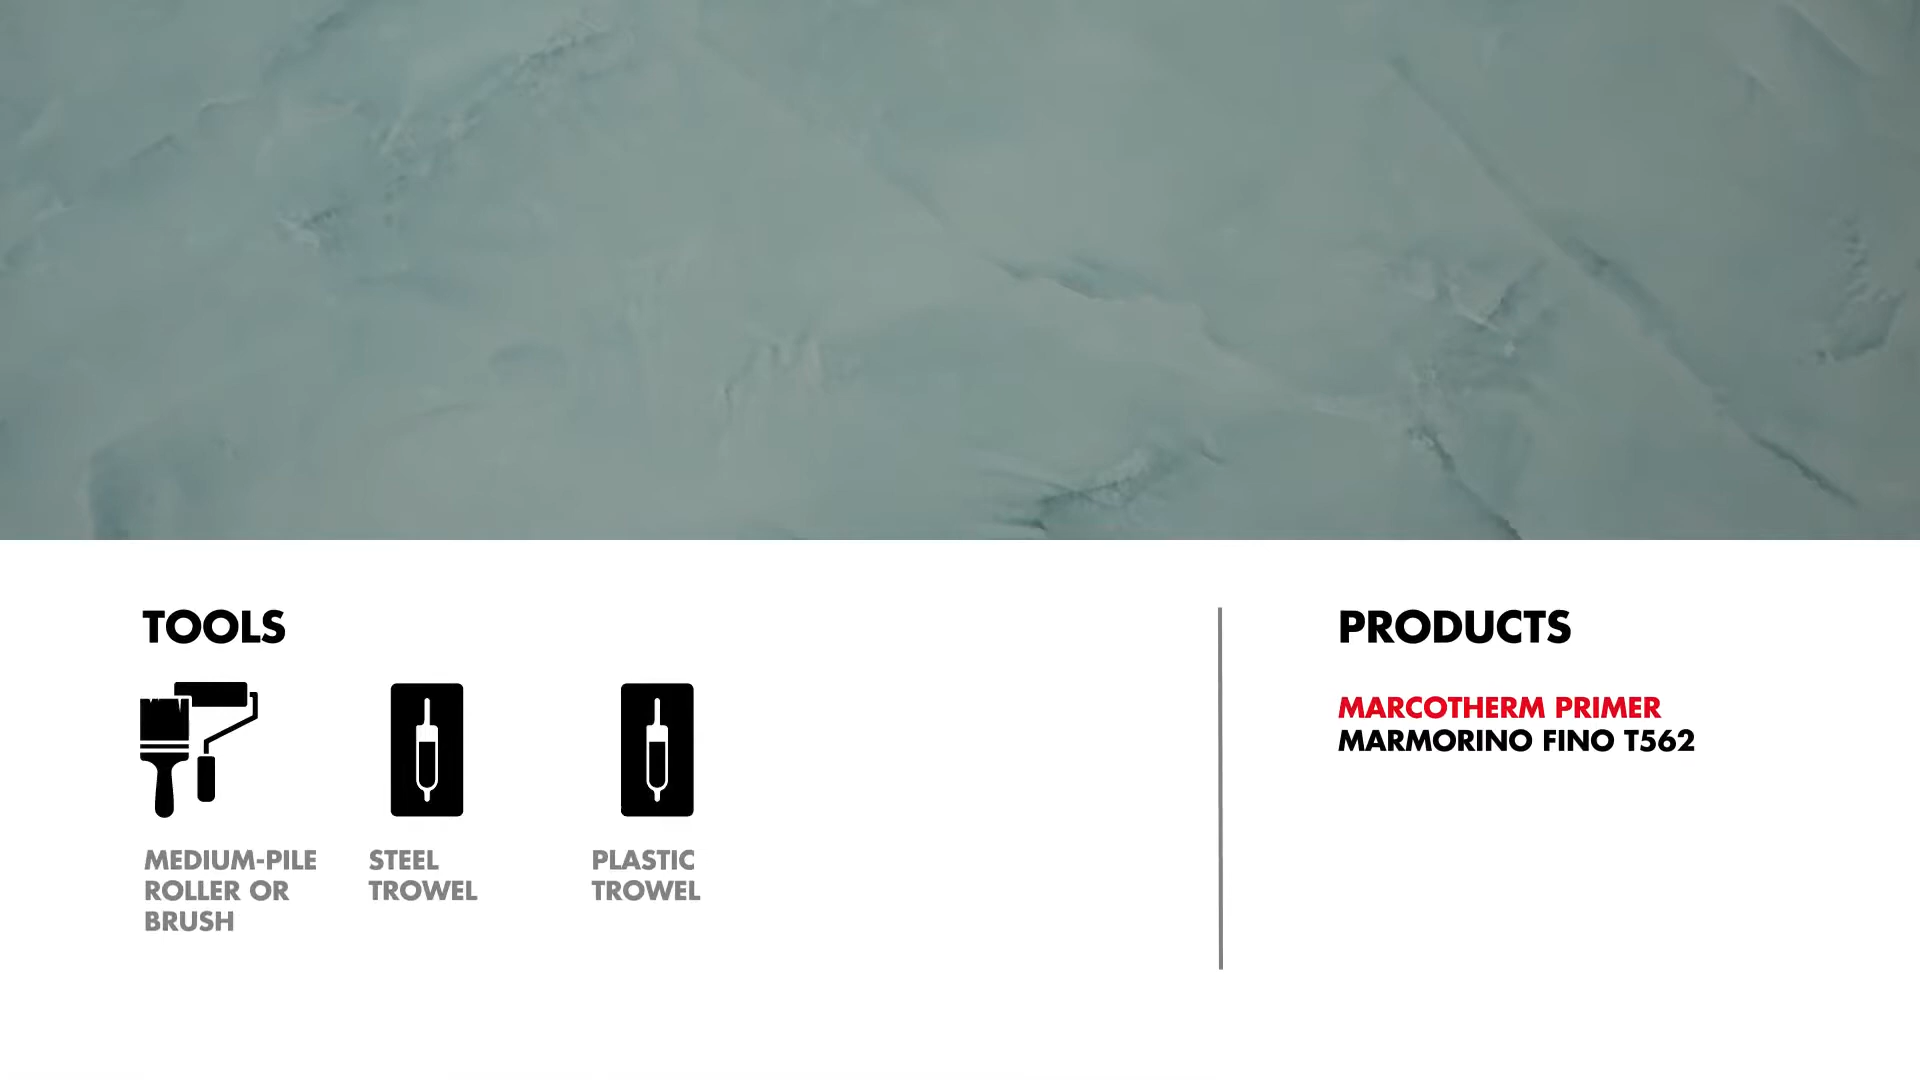 TOOLS
MEDIUM-PILE
ROLLER OR
BRUSH
STEEL
TROWEL
PLASTIC
TROWEL
PRODUCTS
MARCOTHERM PRIMER
MARMORINO FINO T562